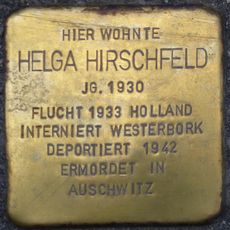 HIER WOHNTE
HELGA HIRSCHFELD
JG. 1930
FLUCHT 1933 HOLLAND
INTERNIERT WESTERBORK
DEPORTIERT 1942
ERMORDET IN
AUSCHWITZ